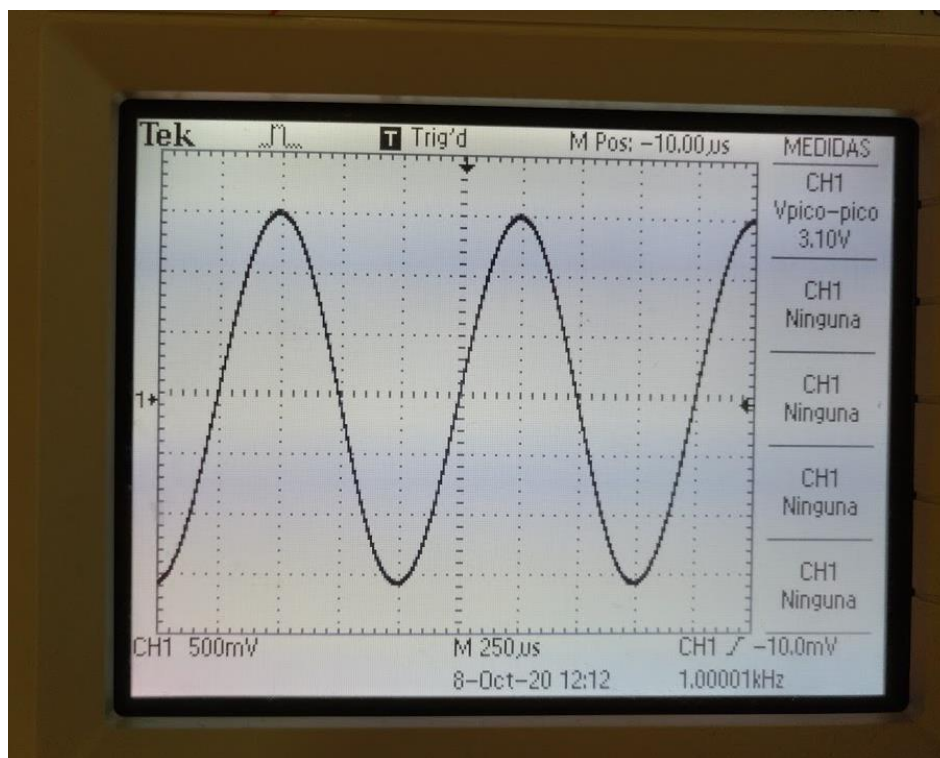 Tek T Trig'd M Pos: -10.00µs MEDIDAS
CH1
Vpico-pico
3.10V
CH1
Ninguna
CH1
Ninguna
CH1
Ninguna
CH1
Ninguna
1
CH1 500mV M 250µs CH1 -10.0mV
8-Oct-20 12:12 1.00001kHz